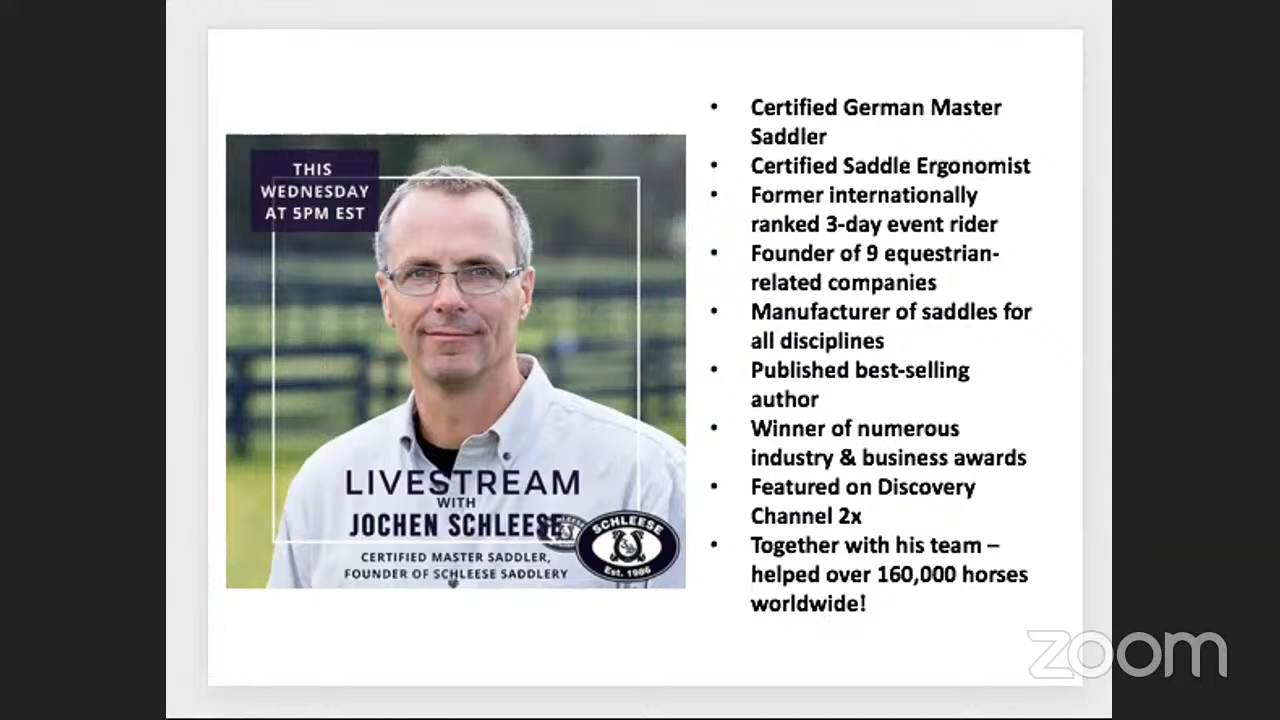 THIS
WEDNESDAY
AT 5PM EST
LIVESTREAM
WITH
JOCHEN SCHLEESE
CERTIFIED MASTER SADDLER,
FOUNDER OF SCHLEESE SADDLERY
SCHLEESE
SCHLEESE
Est. 1986
• Certified German Master
Saddler
• Certified Saddle Ergonomist
• Former internationally
ranked 3-day event rider
• Founder of 9 equestrian-
related companies
• Manufacturer of saddles for
all disciplines
• Published best-selling
author
• Winner of numerous
industry & business awards
• Featured on Discovery
Channel 2x
• Together with his team –
helped over 160,000 horses
worldwide!
zoom